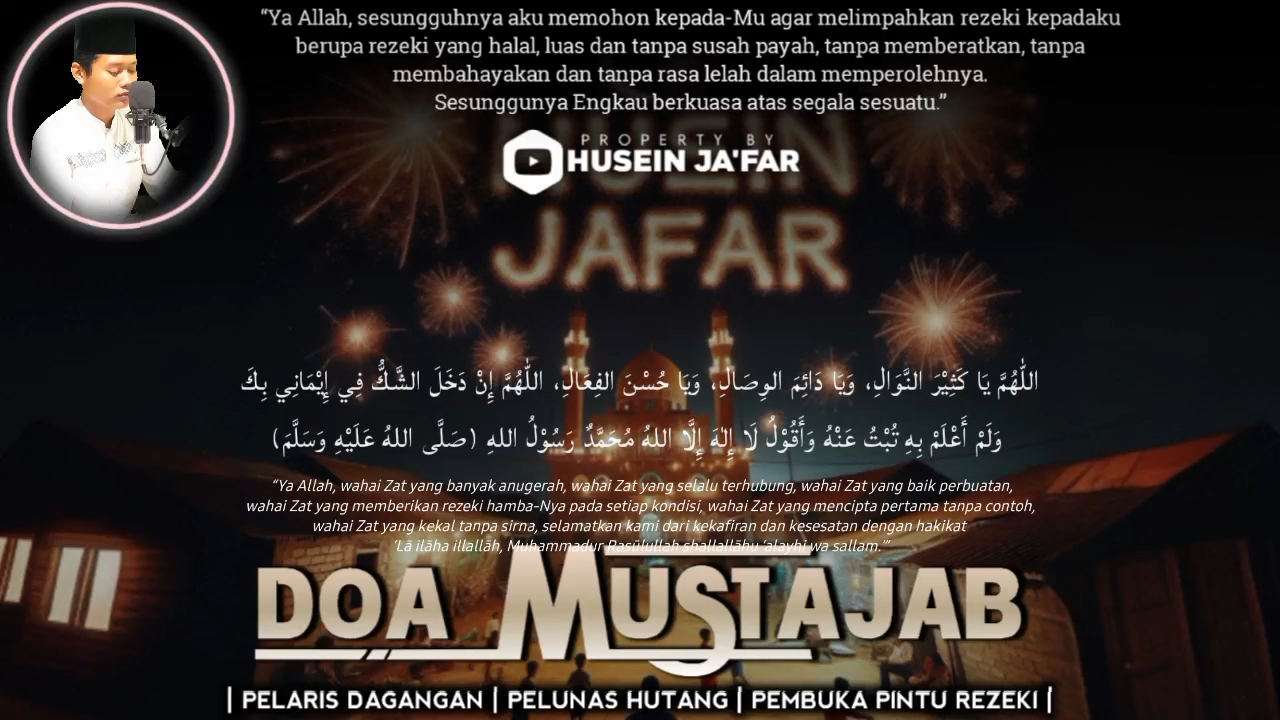 “Ya Allah, sesungguhnya aku memohon kepada-Mu agar melimpahkan rezeki kepadaku
berupa rezeki yang halal, luas dan tanpa susah payah, tanpa memberatkan, tanpa
membahayakan dan tanpa rasa lelah dalam memperolehnya.
Sesunggunya Engkau berkuasa atas segala sesuatu.”
PROPERTY BY
HUSEIN JA'FAR
HUSEIN
JAFAR
اللّٰهُمَّ يَا كَثِيْرَ النَّوَالِ، وَيَا دَائِمَ الوِصَالِ، وَيَا حُسْنَ الفِعَالِ، اللّٰهُمَّ إِنْ دَخَلَ الشَّكُّ فِي إِيْمَانِي بِكَ
وَلَمْ أَعْلَمْ بِهِ تُبْتُ عَنْهُ وَأَقُوْلُ لَا إِلٰهَ إِلَّا اللهُ مُحَمَّدٌ رَسُوْلُ اللهِ (صَلَّى اللهُ عَلَيْهِ وَسَلَّمَ)
“Ya Allah, wahai Zat yang banyak anugerah, wahai Zat yang selalu terhubung, wahai Zat yang baik perbuatan,
wahai Zat yang memberikan rezeki hamba-Nya pada setiap kondisi, wahai Zat yang mencipta pertama tanpa contoh,
wahai Zat yang kekal tanpa sirna, selamatkan kami dari kekafiran dan kesesatan dengan hakikat
‘Lā ilāha illallāh, Muhammadur Rasūlullah shallallāhu ‘alayhi wa sallam.’”
DOA MUSTAJAB
| PELARIS DAGANGAN | PELUNAS HUTANG | PEMBUKA PINTU REZEKI |